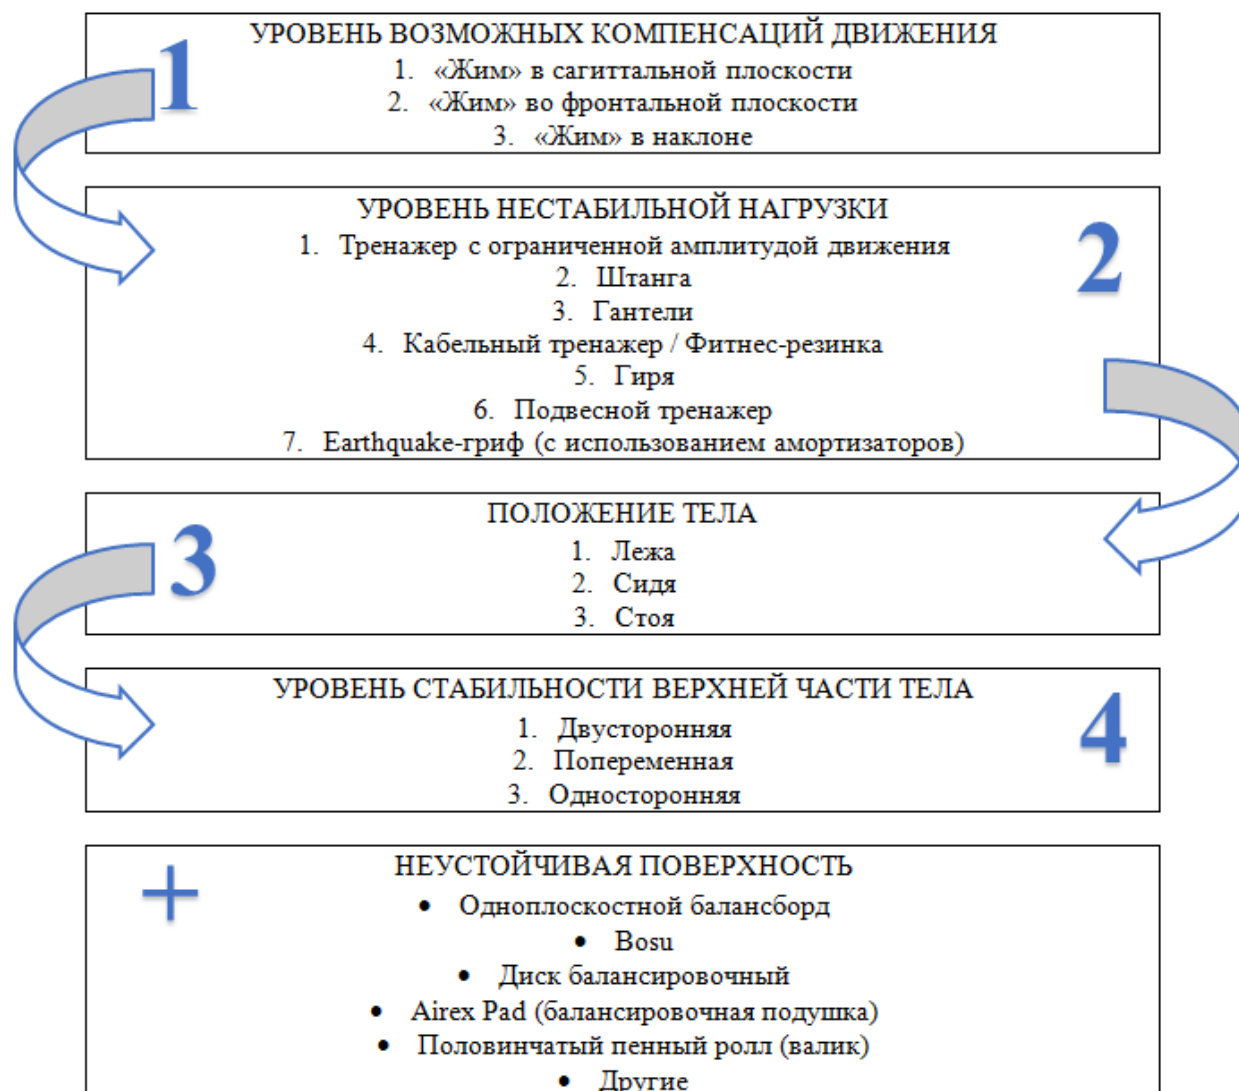 1
УРОВЕНЬ ВОЗМОЖНЫХ КОМПЕНСАЦИЙ ДВИЖЕНИЯ
1. «Жим» в сагиттальной плоскости
2. «Жим» во фронтальной плоскости
3. «Жим» в наклоне
2
УРОВЕНЬ НЕСТАБИЛЬНОЙ НАГРУЗКИ
1. Тренажер с ограниченной амплитудой движения
2. Штанга
3. Гантели
4. Кабельный тренажер / Фитнес-резинка
5. Гиря
6. Подвесной тренажер
7. Earthquake-гриф (с использованием амортизаторов)
3
ПОЛОЖЕНИЕ ТЕЛА
1. Лежа
2. Сидя
3. Стоя
4
УРОВЕНЬ СТАБИЛЬНОСТИ ВЕРХНЕЙ ЧАСТИ ТЕЛА
1. Двусторонняя
2. Попеременная
3. Односторонняя
+
НЕУСТОЙЧИВАЯ ПОВЕРХНОСТЬ
• Одноплоскостной балансборд
• Bosu
• Диск балансировочный
• Airex Pad (балансировочная подушка)
• Половинчатый пенный ролл (валик)
• Другие